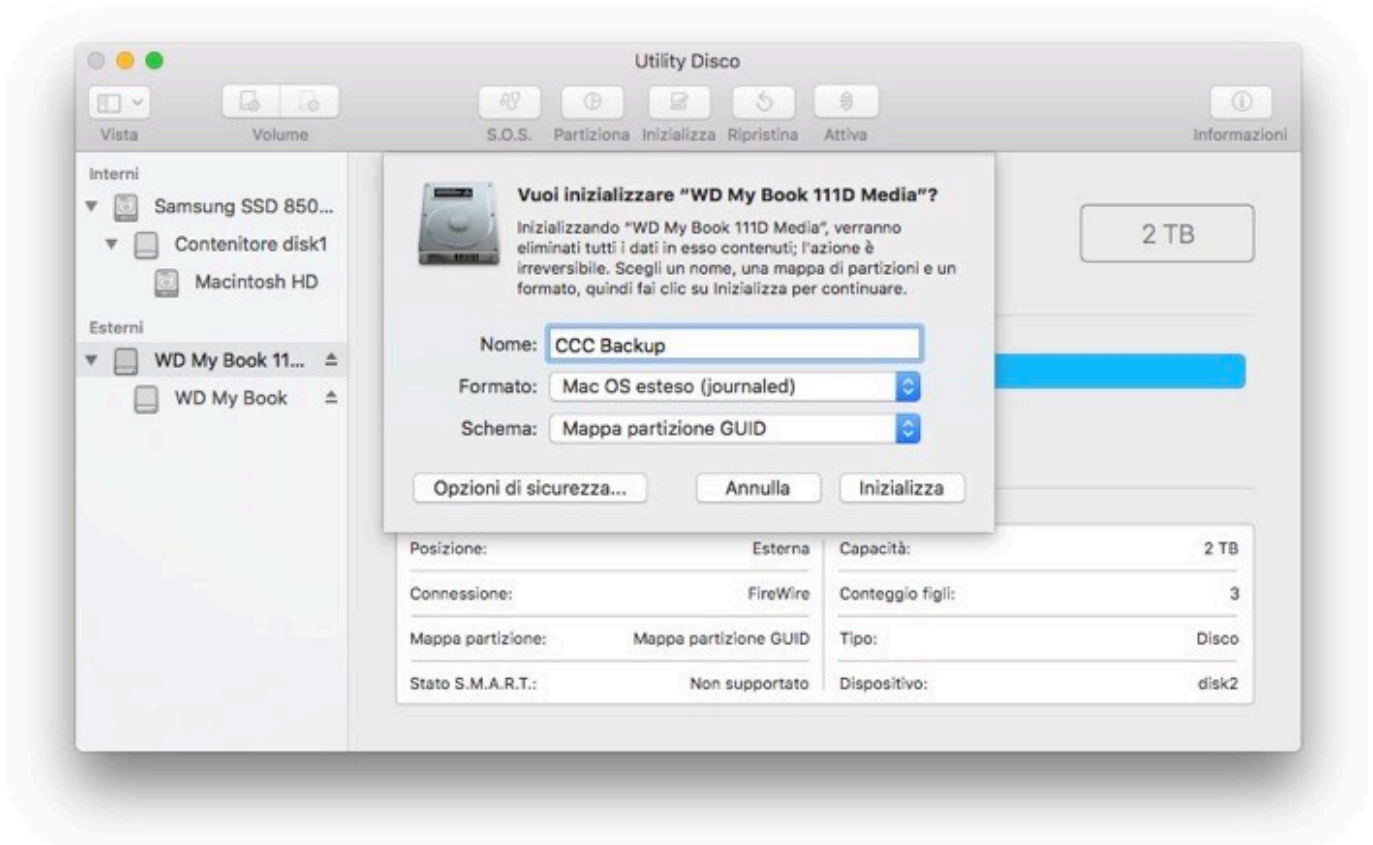 Utility Disco
Vista
Volume
S.O.S.
Partiziona
Inizializza
Ripristina
Attiva
Informazioni
Interni
Samsung SSD 850...
Contenitore disk1
Macintosh HD
Esterni
WD My Book 11...
WD My Book
Vuoi inizializzare “WD My Book 111D Media”?
Inizializzando “WD My Book 111D Media”, verranno
eliminati tutti i dati in esso contenuti; l'azione è
irreversibile. Scegli un nome, una mappa di partizioni e un
formato, quindi fai clic su Inizializza per continuare.
Nome: CCC Backup
Formato: Mac OS esteso (journaled)
Schema: Mappa partizione GUID
Opzioni di sicurezza...
Annulla
Inizializza
2 TB
Posizione: Esterna
Capacità: 2 TB
Connessione: FireWire
Conteggio figli: 3
Mappa partizione: Mappa partizione GUID
Tipo: Disco
Stato S.M.A.R.T.: Non supportato
Dispositivo: disk2